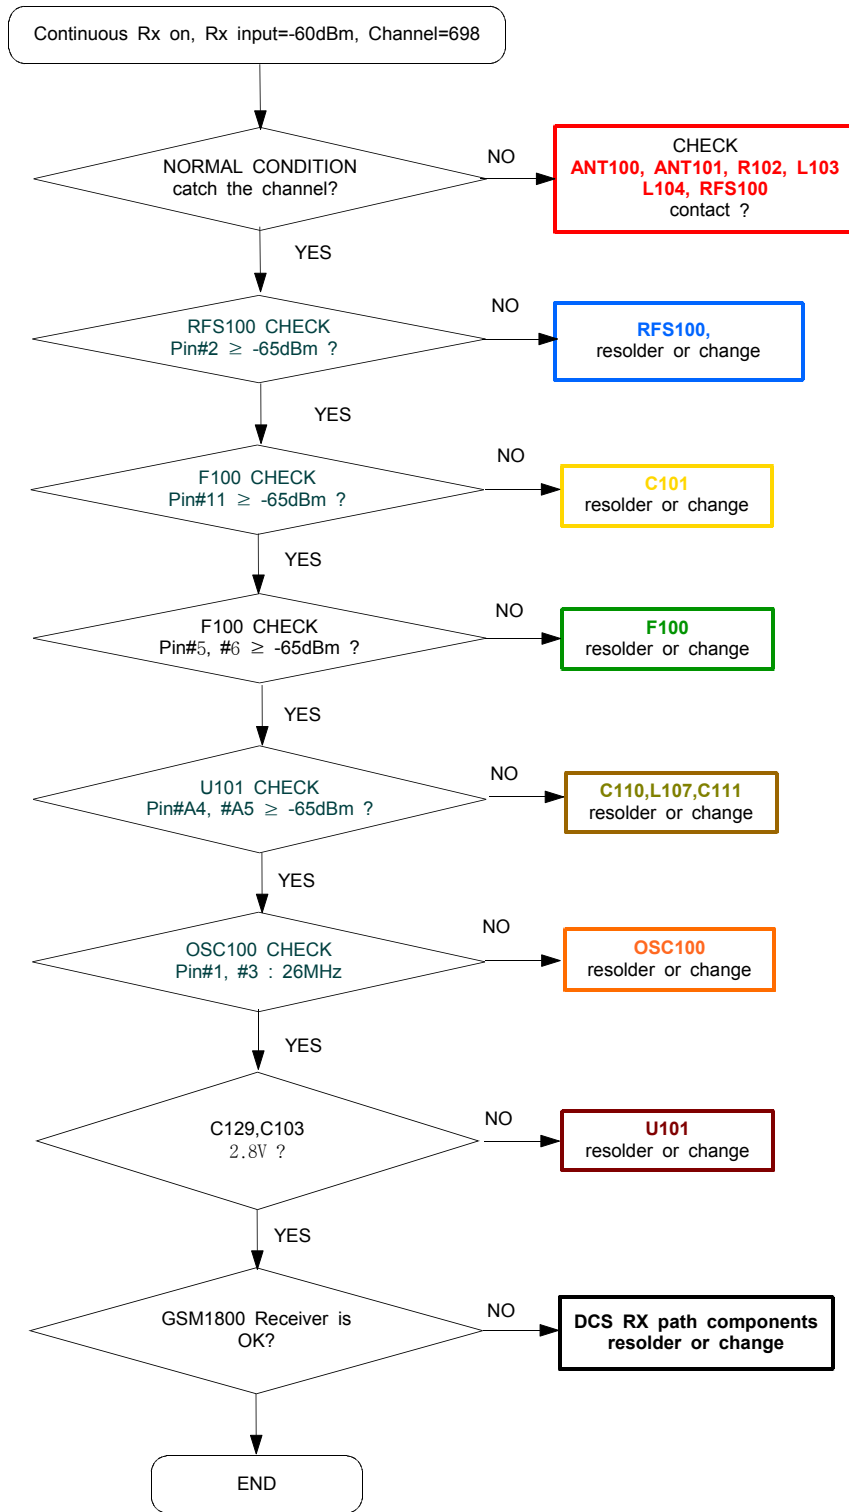 Continuous Rx on, Rx input=-60dBm, Channel=698
NORMAL CONDITION
catch the channel?
NO
CHECK
ANT100, ANT101, R102, L103
L104, RFS100
contact ?
YES
RFS100 CHECK
Pin#2 ≥ -65dBm ?
NO
RFS100,
resolder or change
YES
F100 CHECK
Pin#11 ≥ -65dBm ?
NO
C101
resolder or change
YES
F100 CHECK
Pin#5, #6 ≥ -65dBm ?
NO
F100
resolder or change
YES
U101 CHECK
Pin#A4, #A5 ≥ -65dBm ?
NO
C110,L107,C111
resolder or change
YES
OSC100 CHECK
Pin#1, #3 : 26MHz
NO
OSC100
resolder or change
YES
C129,C103
2.8V ?
NO
U101
resolder or change
YES
GSM1800 Receiver is
OK?
NO
DCS RX path components
resolder or change
END